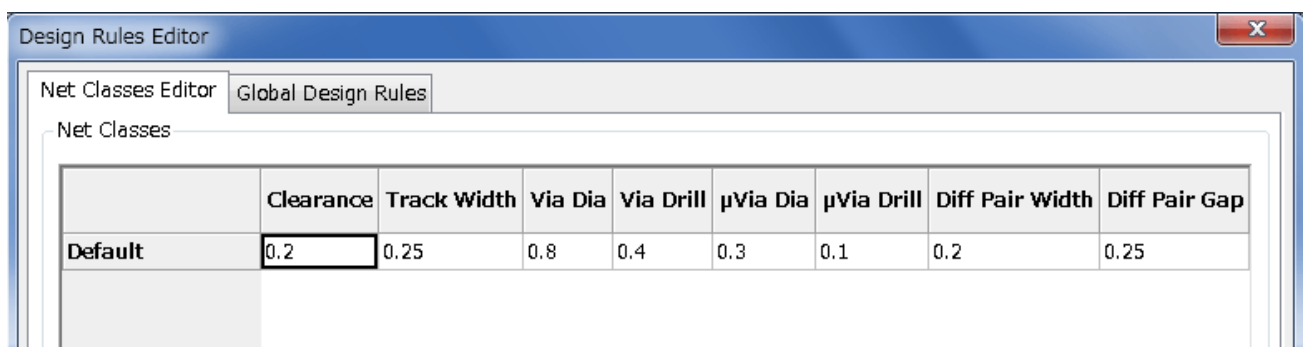 Design Rules Editor
Net Classes Editor Global Design Rules
Net Classes
Clearance Track Width Via Dia Via Drill µVia Dia µVia Drill Diff Pair Width Diff Pair Gap
Default 0.2 0.25 0.8 0.4 0.3 0.1 0.2 0.25